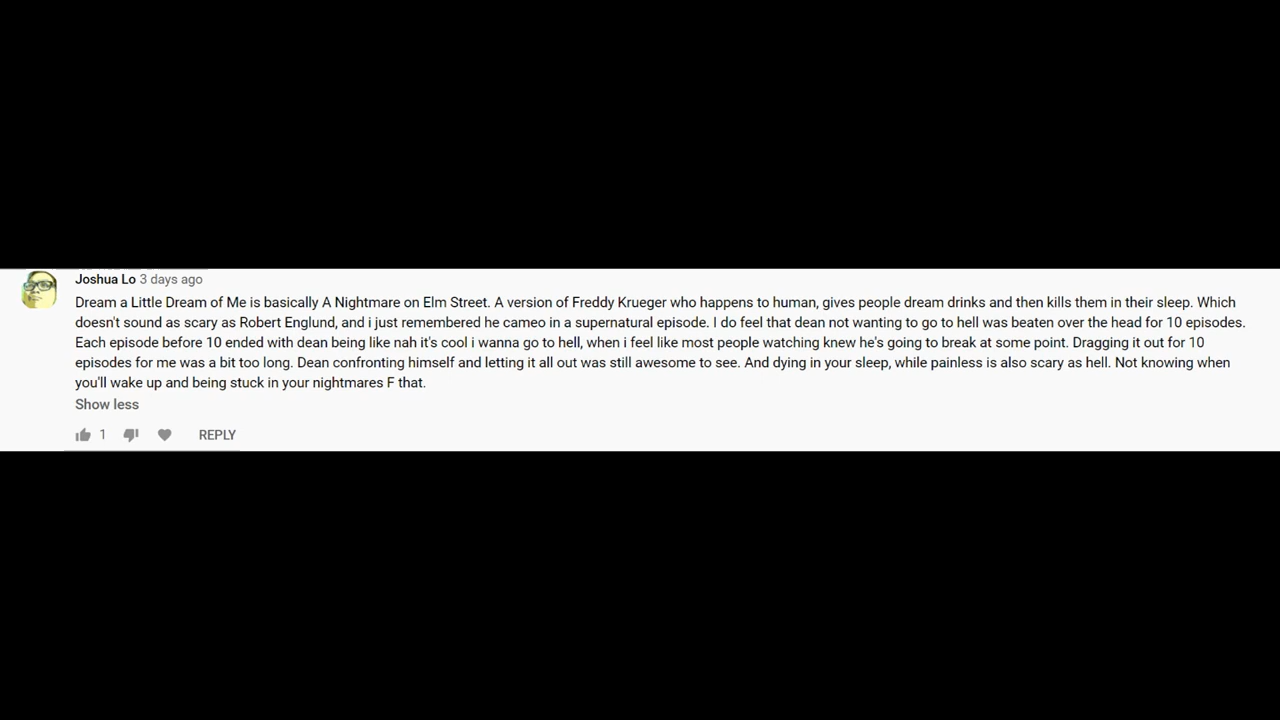 Joshua Lo 3 days ago
Dream a Little Dream of Me is basically A Nightmare on Elm Street. A version of Freddy Krueger who happens to human, gives people dream drinks and then kills them in their sleep. Which
doesn't sound as scary as Robert Englund, and i just remembered he cameo in a supernatural episode. I do feel that dean not wanting to go to hell was beaten over the head for 10 episodes.
Each episode before 10 ended with dean being like nah it's cool i wanna go to hell, when i feel like most people watching knew he's going to break at some point. Dragging it out for 10
episodes for me was a bit too long. Dean confronting himself and letting it all out was still awesome to see. And dying in your sleep, while painless is also scary as hell. Not knowing when
you'll wake up and being stuck in your nightmares F that.
Show less
1 REPLY